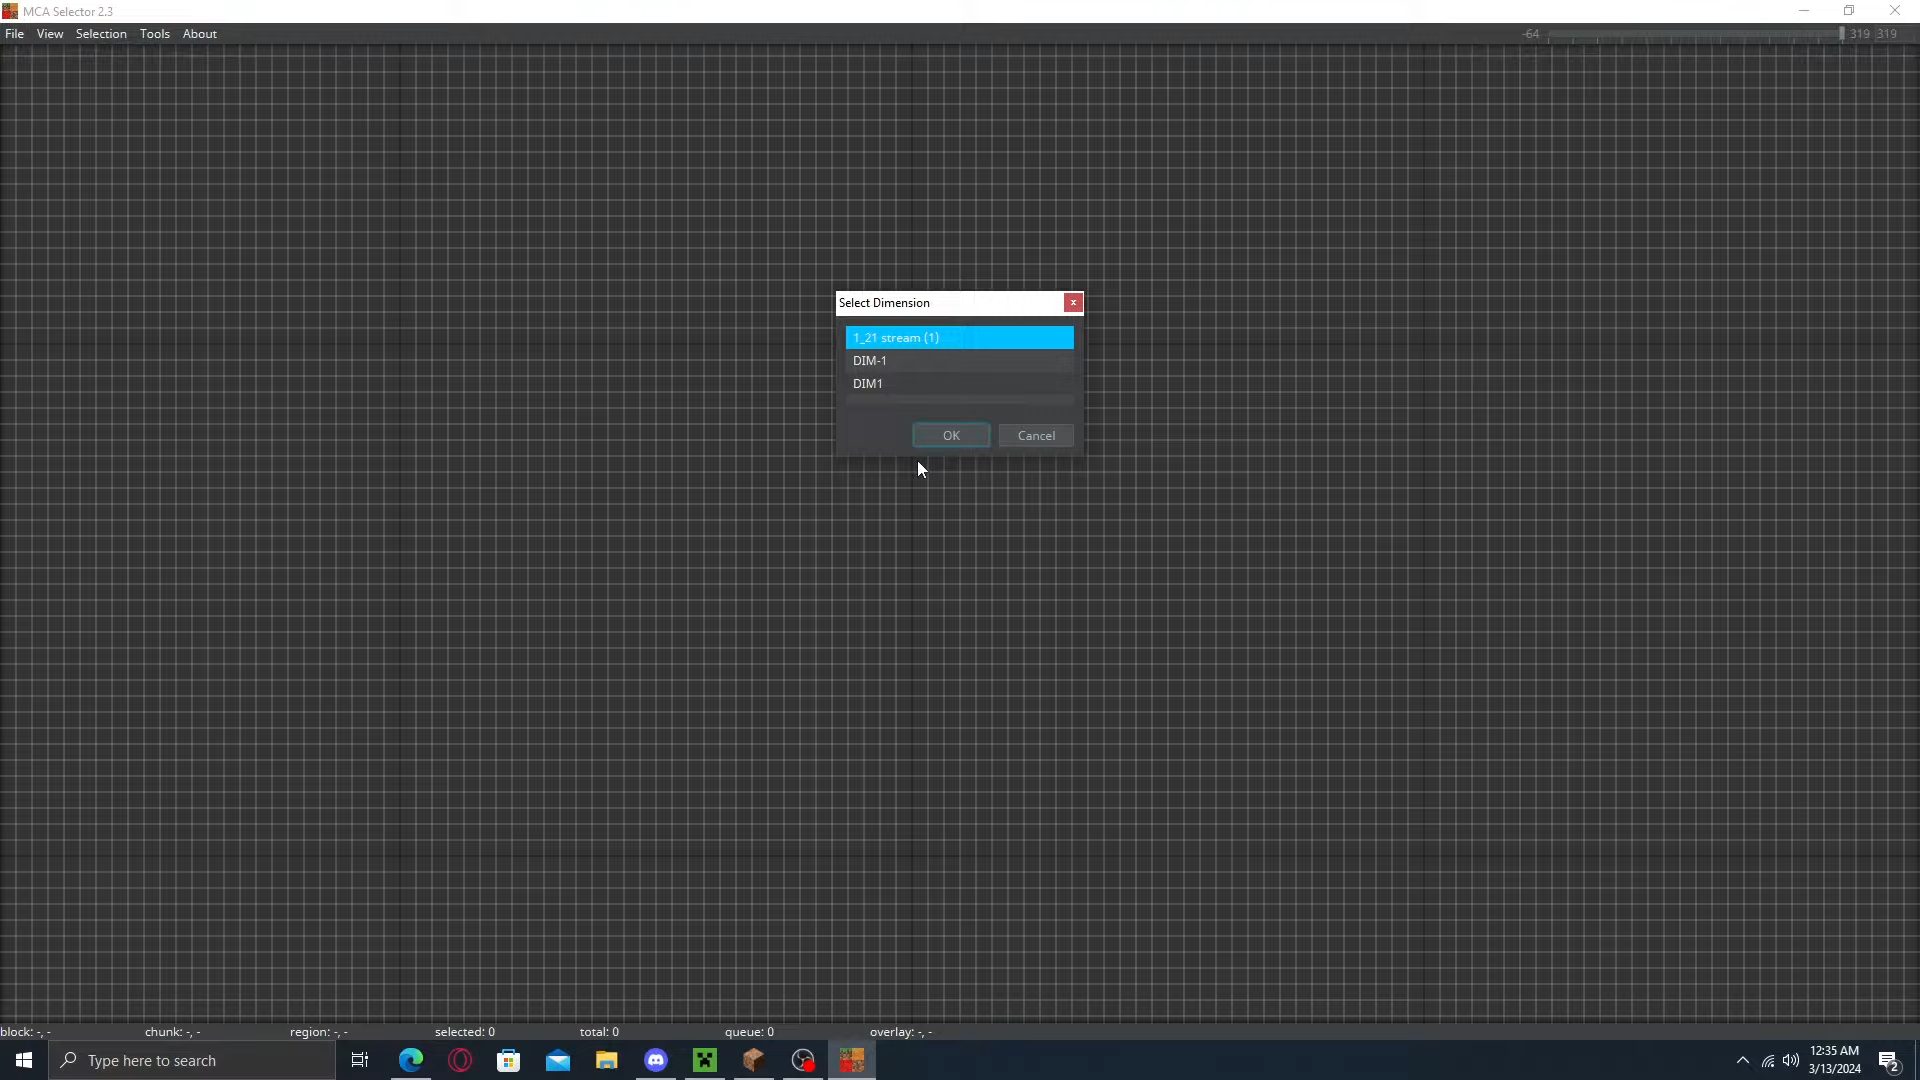 MCA Selector 2.3
File View Selection Tools About
-64 319 319
Select Dimension
1_21 stream (1)
DIM-1
DIM1
OK Cancel
block: -, - chunk: -, - region: -, - selected: 0 total: 0 queue: 0 overlay: -, -
Type here to search
12:35 AM
3/13/2024
2